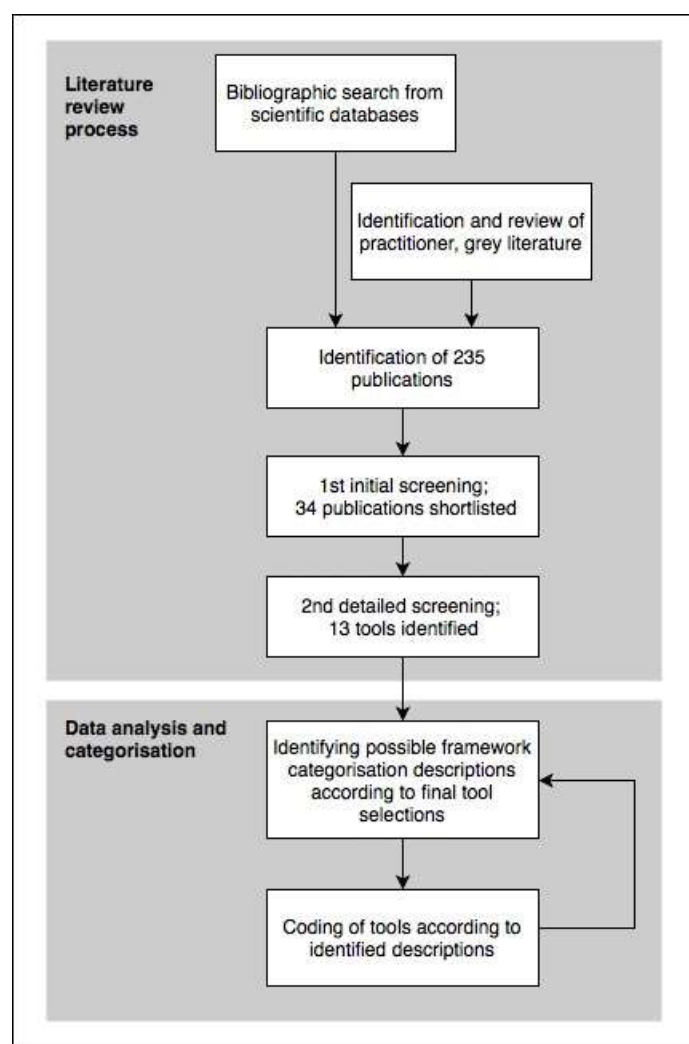 Literature
review
process
Bibliographic search from
scientific databases
Identification and review of
practitioner, grey literature
Identification of 235
publications
1st initial screening;
34 publications shortlisted
2nd detailed screening;
13 tools identified
Data analysis and
categorisation
Identifying possible framework
categorisation descriptions
according to final tool
selections
Coding of tools according to
identified descriptions